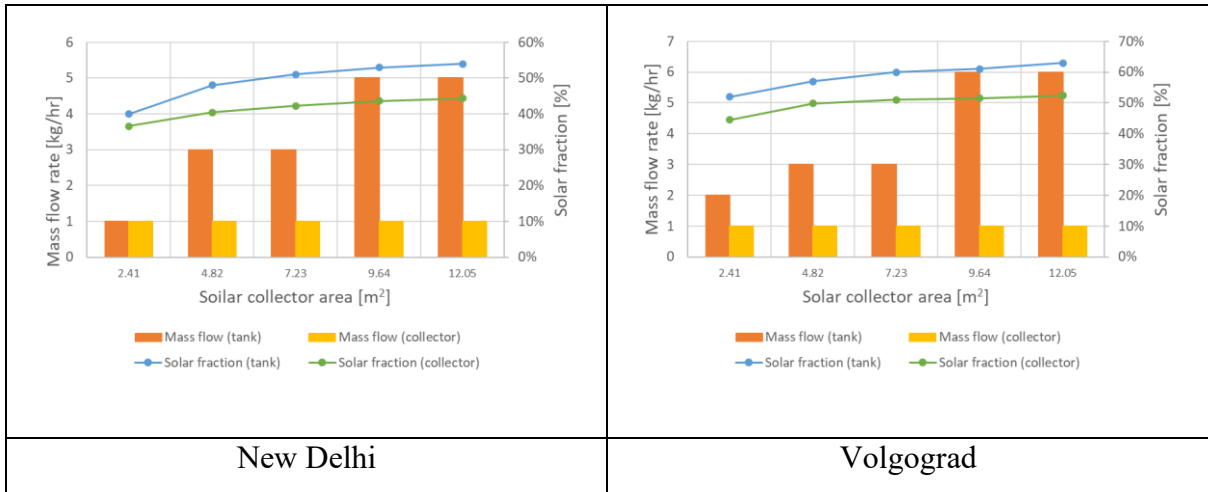 6
5
4
3
2
1
0
Mass flow rate [kg/hr]
60%
50%
40%
30%
20%
10%
0%
Solar fraction [%]
2.41 4.82 7.23 9.64 12.05
Soilar collector area [m²]
Mass flow (tank) Mass flow (collector)
Solar fraction (tank) Solar fraction (collector)
New Delhi
7
6
5
4
3
2
1
0
Mass flow rate [kg/hr]
70%
60%
50%
40%
30%
20%
10%
0%
Solar fraction [%]
2.41 4.82 7.23 9.64 12.05
Solar collector area [m²]
Mass flow (tank) Mass flow (collector)
Solar fraction (tank) Solar fraction (collector)
Volgograd